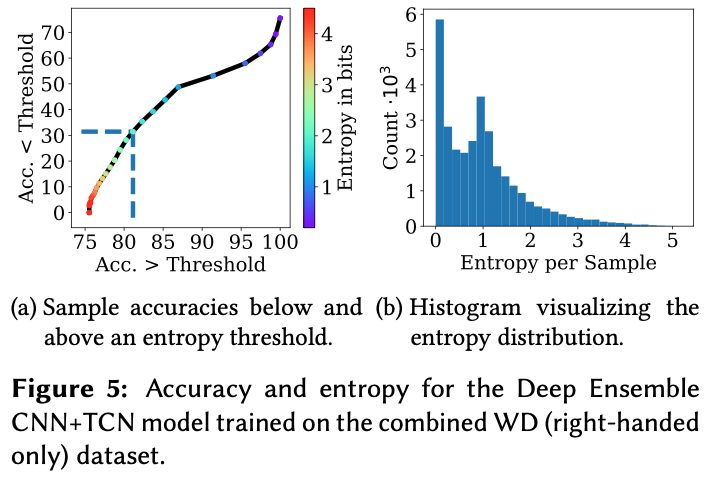 Acc. < Threshold
70
60
50
40
30
20
10
0
75 80 85 90 95 100
Acc. > Threshold
4
3
2
1
Entropy in bits
Count ·10³
6
5
4
3
2
1
0
0 1 2 3 4 5
Entropy per Sample
(a) Sample accuracies below and
above an entropy threshold.
(b) Histogram visualizing the
entropy distribution.
Figure 5: Accuracy and entropy for the Deep Ensemble
CNN+TCN model trained on the combined WD (right-handed
only) dataset.